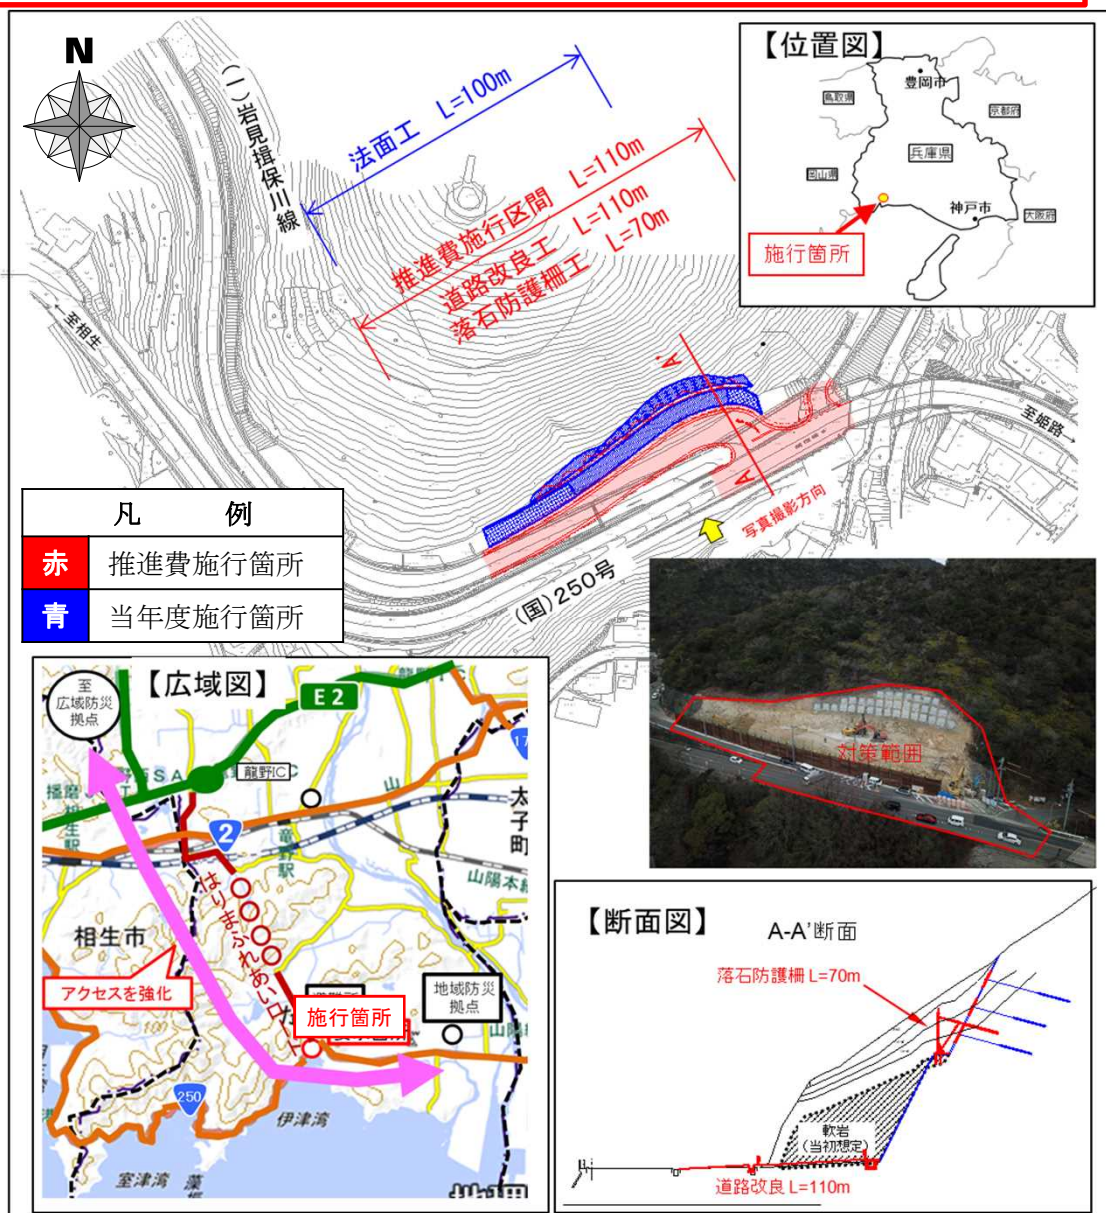 N
(一)岩見揖保川線
法面工 L=100m
推進費施行区間 L=110m
道路改良工 L=110m
落石防護柵工 L=70m
【位置図】
豊岡市
鳥取県
京都府
兵庫県
岡山県
神戸市
大阪府
施行箇所
至相生
A'
A
至姫路
写真撮影方向
(国)250号
凡 例
赤 推進費施行箇所
青 当年度施行箇所
対策範囲
【広域図】
至
広域防災
拠点
E2
龍野IC
2
竜野駅
太子町
山陽本線
はりまふれあいロード
相生市
アクセスを強化
地域防災
拠点
施行箇所
250
伊津湾
室津湾
【断面図】
A-A'断面
落石防護柵 L=70m
軟岩
(当初想定)
道路改良 L=110m